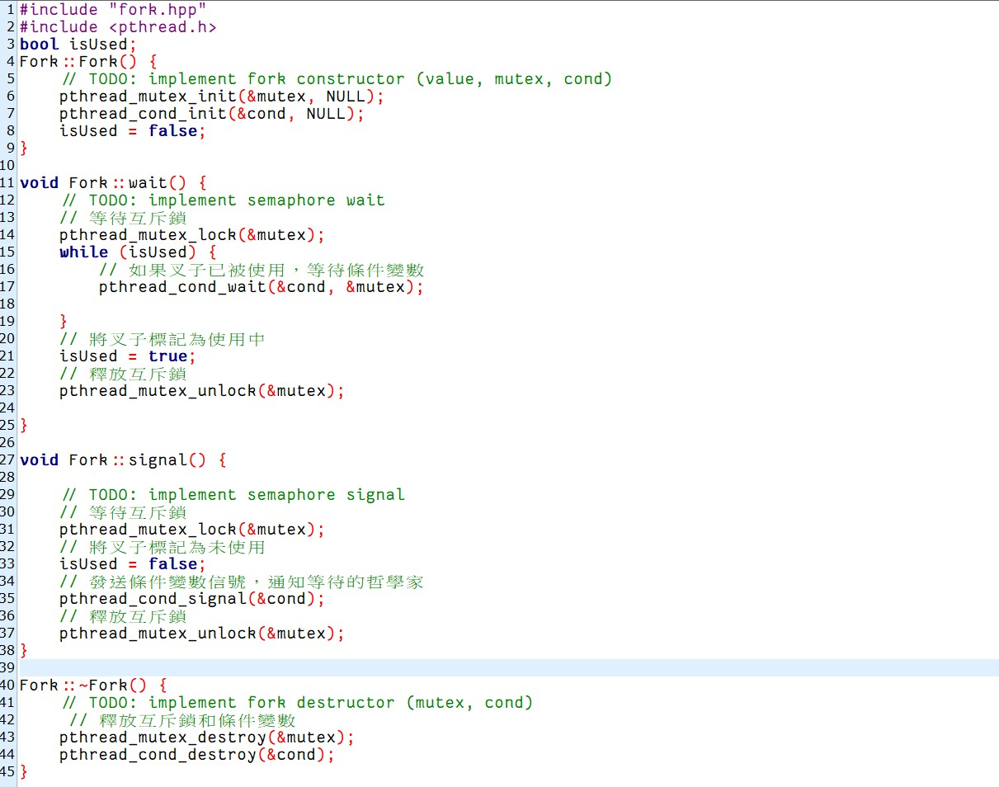 1 #include "fork.hpp"
2 #include <pthread.h>
3 bool isUsed;
4 Fork::Fork() {
5     // TODO: implement fork constructor (value, mutex, cond)
6     pthread_mutex_init(&mutex, NULL);
7     pthread_cond_init(&cond, NULL);
8     isUsed = false;
9 }
10
11 void Fork::wait() {
12     // TODO: implement semaphore wait
13     // 等待互斥鎖
14     pthread_mutex_lock(&mutex);
15     while (isUsed) {
16         // 如果叉子已被使用，等待條件變數
17         pthread_cond_wait(&cond, &mutex);
18
19     }
20     // 將叉子標記為使用中
21     isUsed = true;
22     // 釋放互斥鎖
23     pthread_mutex_unlock(&mutex);
24
25 }
26
27 void Fork::signal() {
28
29     // TODO: implement semaphore signal
30     // 等待互斥鎖
31     pthread_mutex_lock(&mutex);
32     // 將叉子標記為未使用
33     isUsed = false;
34     // 發送條件變數信號，通知等待的哲學家
35     pthread_cond_signal(&cond);
36     // 釋放互斥鎖
37     pthread_mutex_unlock(&mutex);
38 }
39
40 Fork::~Fork() {
41     // TODO: implement fork destructor (mutex, cond)
42      // 釋放互斥鎖和條件變數
43     pthread_mutex_destroy(&mutex);
44     pthread_cond_destroy(&cond);
45 }